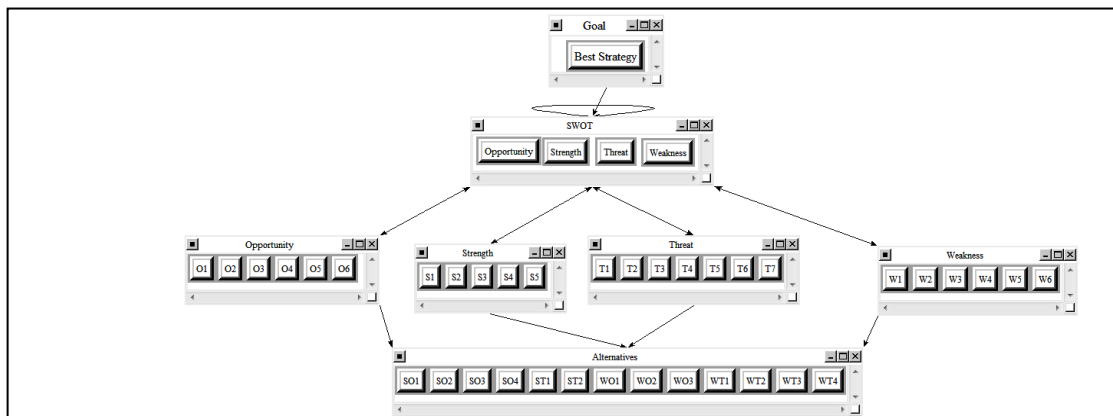 Goal
Best Strategy
SWOT
Opportunity Strength Threat Weakness
Opportunity
O1 O2 O3 O4 O5 O6
Strength
S1 S2 S3 S4 S5
Threat
T1 T2 T3 T4 T5 T6 T7
Weakness
W1 W2 W3 W4 W5 W6
Alternatives
SO1 SO2 SO3 SO4 ST1 ST2 WO1 WO2 WO3 WT1 WT2 WT3 WT4